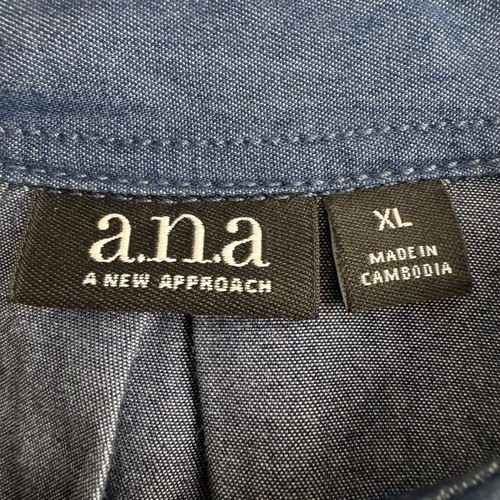 a.n.a
A NEW APPROACH
XL
MADE IN
CAMBODIA